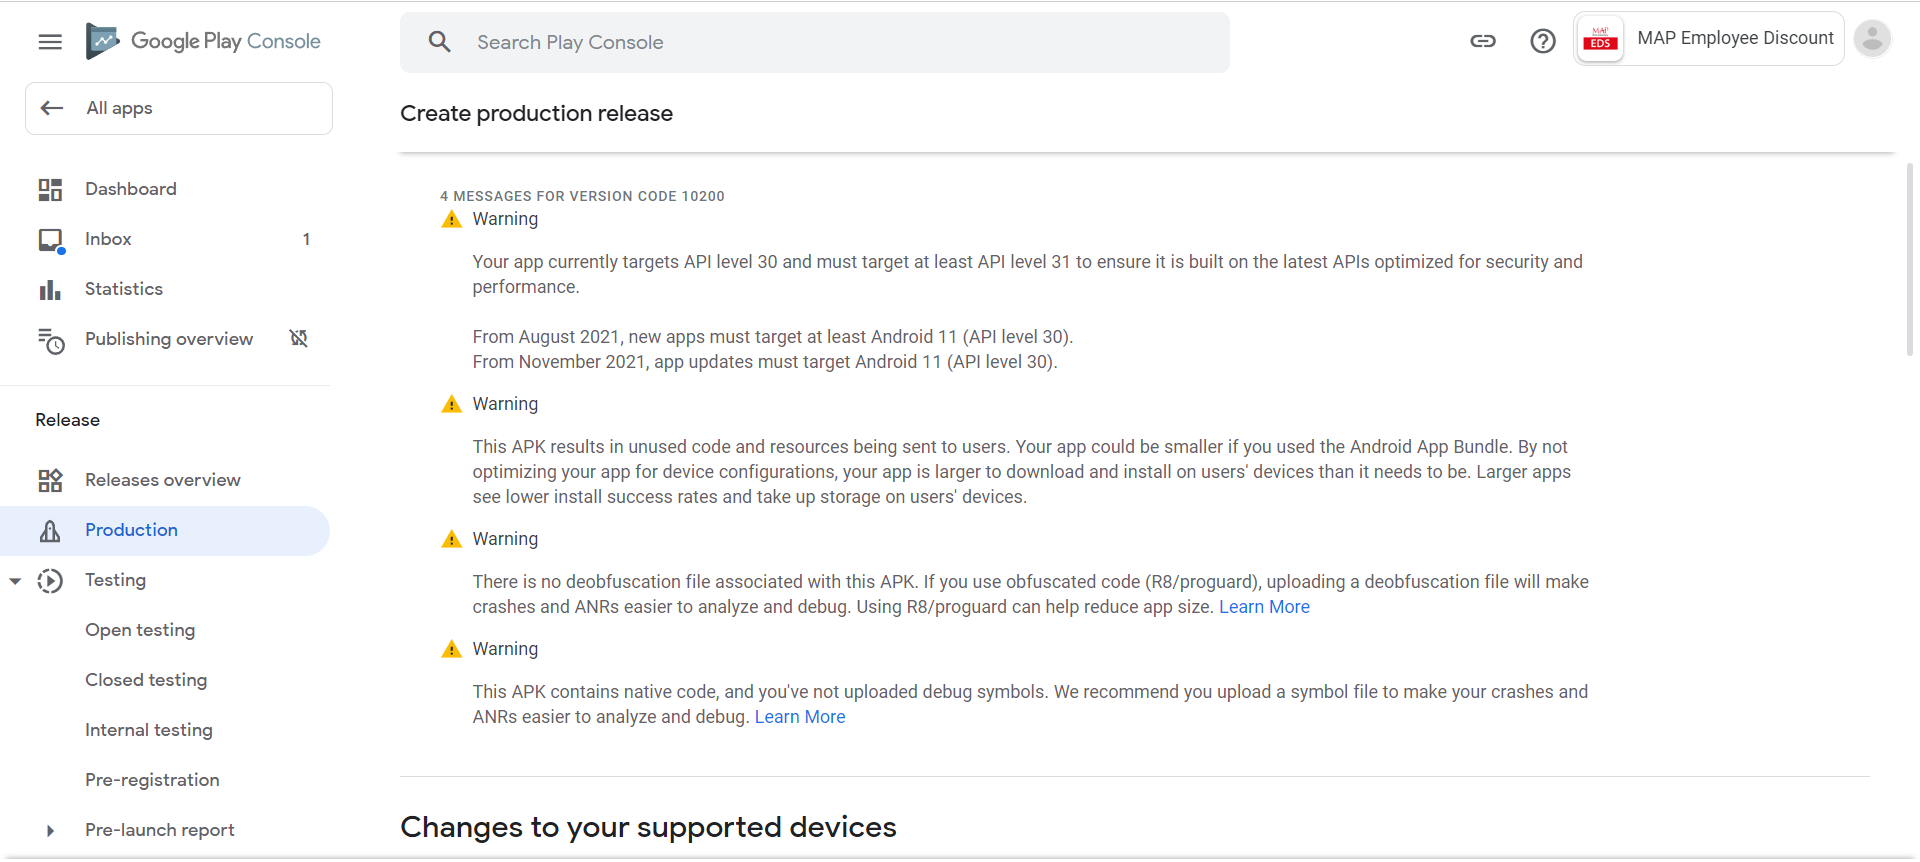 Google Play Console
Search Play Console
MAP
EDS
MAP Employee Discount
All apps
Create production release
Dashboard
Inbox 1
Statistics
Publishing overview
Release
Releases overview
Production
Testing
Open testing
Closed testing
Internal testing
Pre-registration
Pre-launch report
4 MESSAGES FOR VERSION CODE 10200
Warning
Your app currently targets API level 30 and must target at least API level 31 to ensure it is built on the latest APIs optimized for security and
performance.
From August 2021, new apps must target at least Android 11 (API level 30).
From November 2021, app updates must target Android 11 (API level 30).
Warning
This APK results in unused code and resources being sent to users. Your app could be smaller if you used the Android App Bundle. By not
optimizing your app for device configurations, your app is larger to download and install on users' devices than it needs to be. Larger apps
see lower install success rates and take up storage on users' devices.
Warning
There is no deobfuscation file associated with this APK. If you use obfuscated code (R8/proguard), uploading a deobfuscation file will make
crashes and ANRs easier to analyze and debug. Using R8/proguard can help reduce app size. Learn More
Warning
This APK contains native code, and you've not uploaded debug symbols. We recommend you upload a symbol file to make your crashes and
ANRs easier to analyze and debug. Learn More
Changes to your supported devices